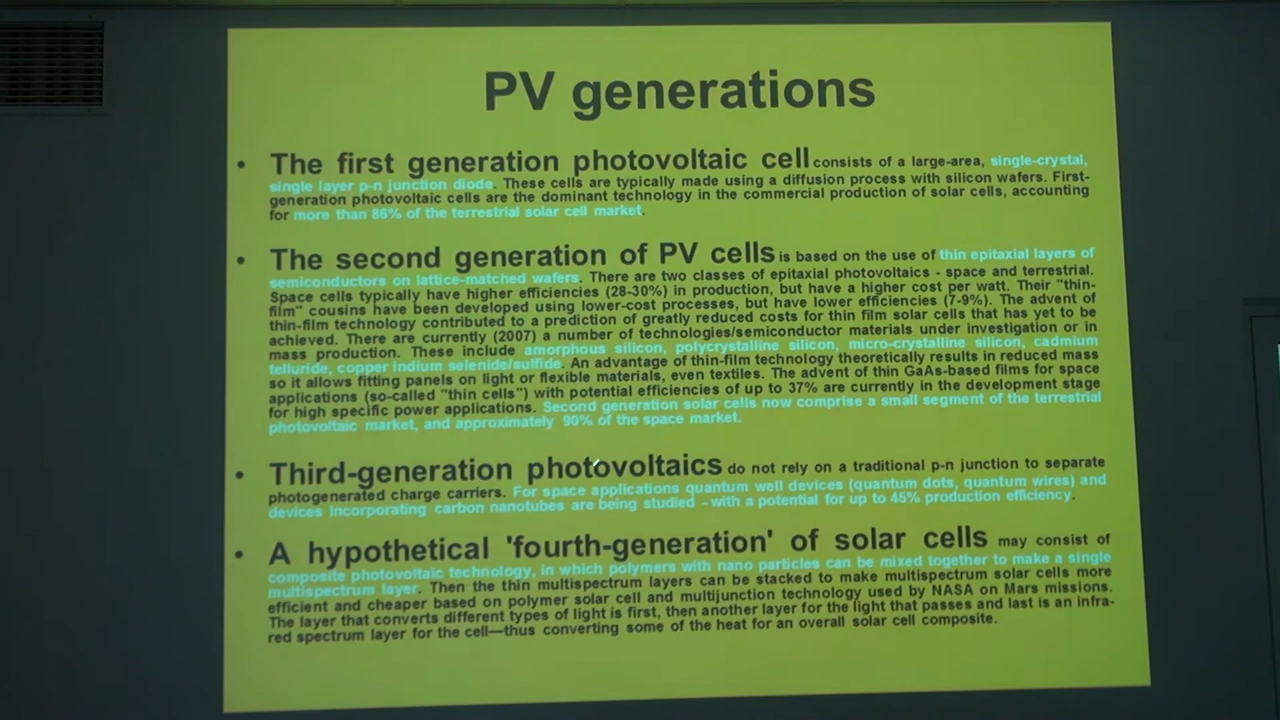 PV generations
• The first generation photovoltaic cell consists of a large-area, single-crystal,
single layer p-n junction diode. These cells are typically made using a diffusion process with silicon wafers. First-
generation photovoltaic cells are the dominant technology in the commercial production of solar cells, accounting
for more than 86% of the terrestrial solar cell market.
• The second generation of PV cells is based on the use of thin epitaxial layers of
semiconductors on lattice-matched wafers. There are two classes of epitaxial photovoltaics - space and terrestrial.
Space cells typically have higher efficiencies (28-30%) in production, but have a higher cost per watt. Their "thin-
film" cousins have been developed using lower-cost processes, but have lower efficiencies (7-9%). The advent of
thin-film technology contributed to a prediction of greatly reduced costs for thin film solar cells that has yet to be
achieved. There are currently (2007) a number of technologies/semiconductor materials under investigation or in
mass production. These include amorphous silicon, polycrystalline silicon, micro-crystalline silicon, cadmium
telluride, copper indium selenide/sulfide. An advantage of thin-film technology theoretically results in reduced mass
so it allows fitting panels on light or flexible materials, even textiles. The advent of thin GaAs-based films for space
applications (so-called "thin cells") with potential efficiencies of up to 37% are currently in the development stage
for high specific power applications. Second generation solar cells now comprise a small segment of the terrestrial
photovoltaic market, and approximately 90% of the space market.
• Third-generation photovoltaics do not rely on a traditional p-n junction to separate
photogenerated charge carriers. For space applications quantum well devices (quantum dots, quantum wires) and
devices incorporating carbon nanotubes are being studied - with a potential for up to 45% production efficiency.
• A hypothetical 'fourth-generation' of solar cells may consist of
composite photovoltaic technology, in which polymers with nano particles can be mixed together to make a single
multispectrum layer. Then the thin multispectrum layers can be stacked to make multispectrum solar cells more
efficient and cheaper based on polymer solar cell and multijunction technology used by NASA on Mars missions.
The layer that converts different types of light is first, then another layer for the light that passes and last is an infra-
red spectrum layer for the cell—thus converting some of the heat for an overall solar cell composite.